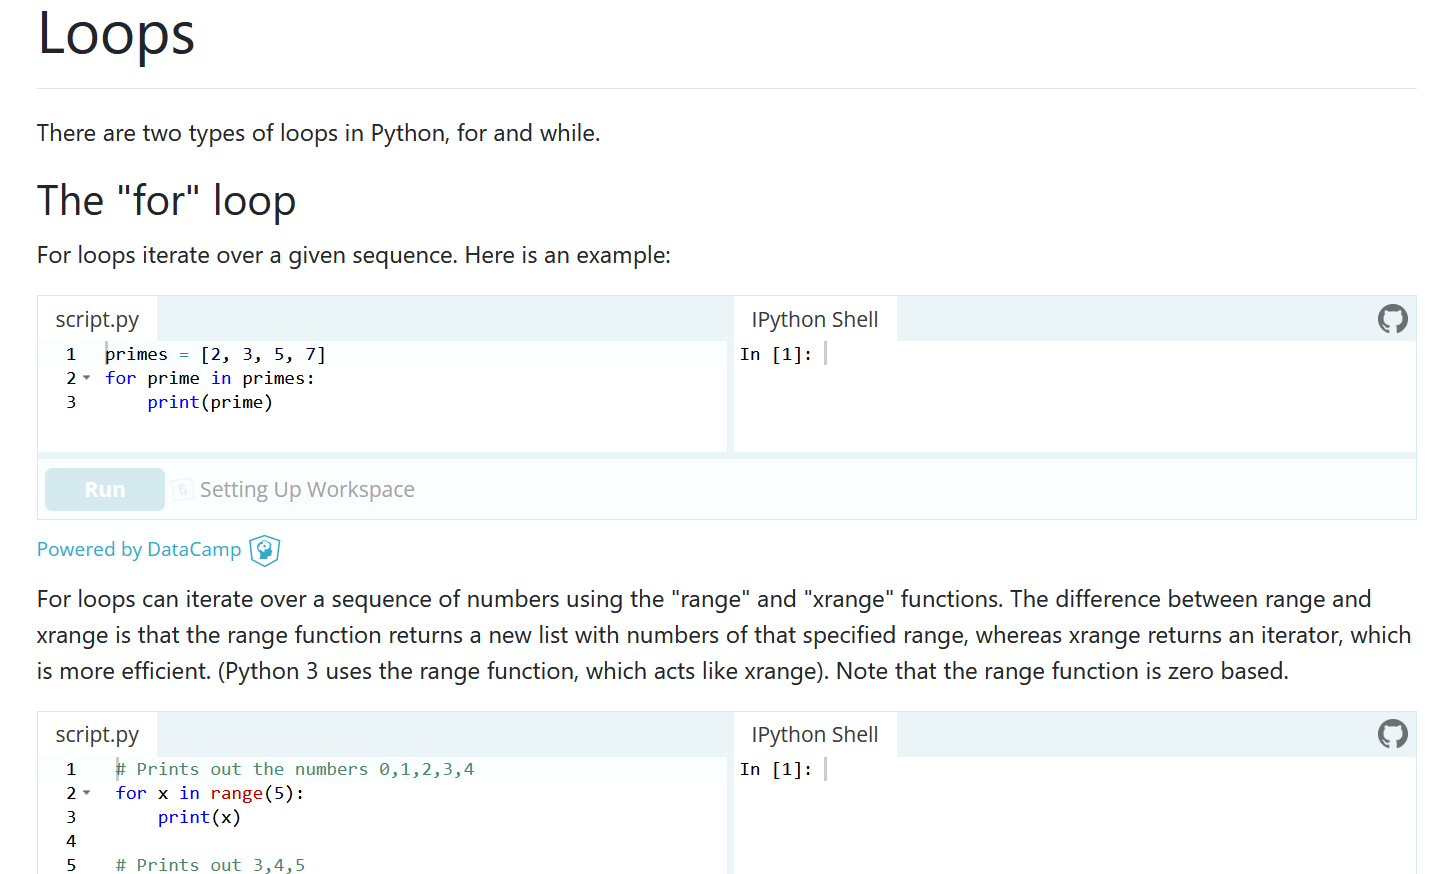 Loops
There are two types of loops in Python, for and while.
The "for" loop
For loops iterate over a given sequence. Here is an example:
script.py
IPython Shell
1 primes = [2, 3, 5, 7]
2 for prime in primes:
3     print(prime)
In [1]:
Run
Setting Up Workspace
Powered by DataCamp
For loops can iterate over a sequence of numbers using the "range" and "xrange" functions. The difference between range and
xrange is that the range function returns a new list with numbers of that specified range, whereas xrange returns an iterator, which
is more efficient. (Python 3 uses the range function, which acts like xrange). Note that the range function is zero based.
script.py
IPython Shell
1 # Prints out the numbers 0,1,2,3,4
2 for x in range(5):
3     print(x)
4
5 # Prints out 3,4,5
In [1]: